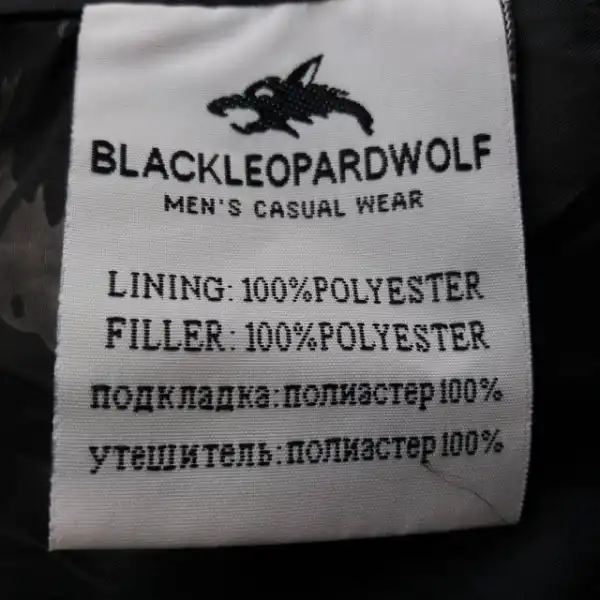 BLACKLEOPARDWOLF
MEN'S CASUAL WEAR
LINING: 100%POLYESTER
FILLER: 100%POLYESTER
подкладка:полиастер100%
утешитель:полиастер100%